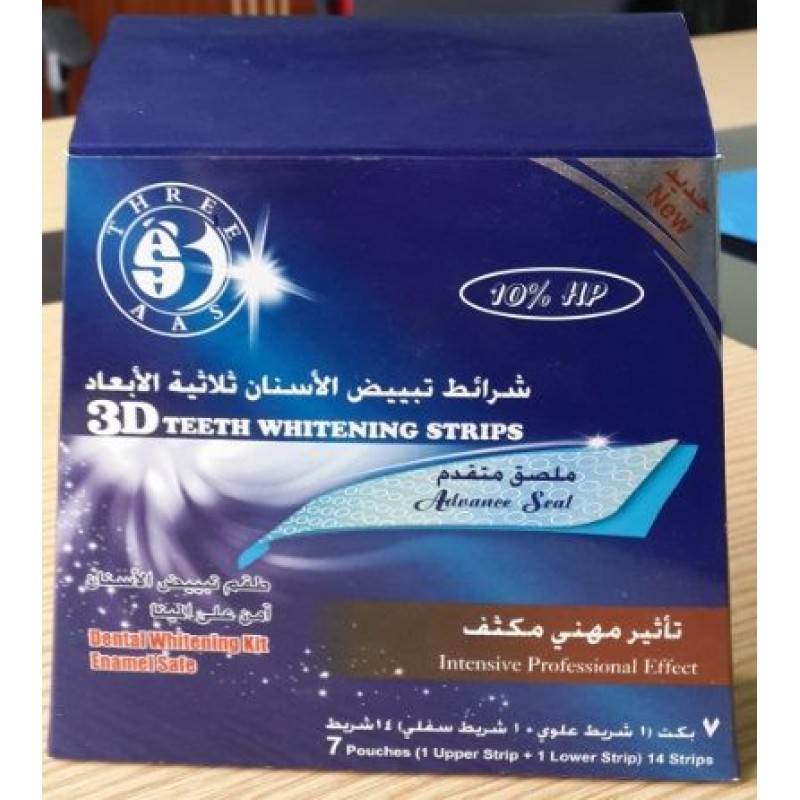 جديد
New
THREE
AAS
10% HP
شرائط تبييض الأسنان ثلاثية الأبعاد
3D TEETH WHITENING STRIPS
ملصق متقدم
Advance Seal
طقم تبييض الأسنان
آمن على المينا
Dental Whitening Kit
Enamel Safe
تأثير مهني مكثف
Intensive Professional Effect
٧ بكت (١ شريط علوي + ١ شريط سفلي) ١٤ شريط
7 Pouches (1 Upper Strip + 1 Lower Strip) 14 Strips